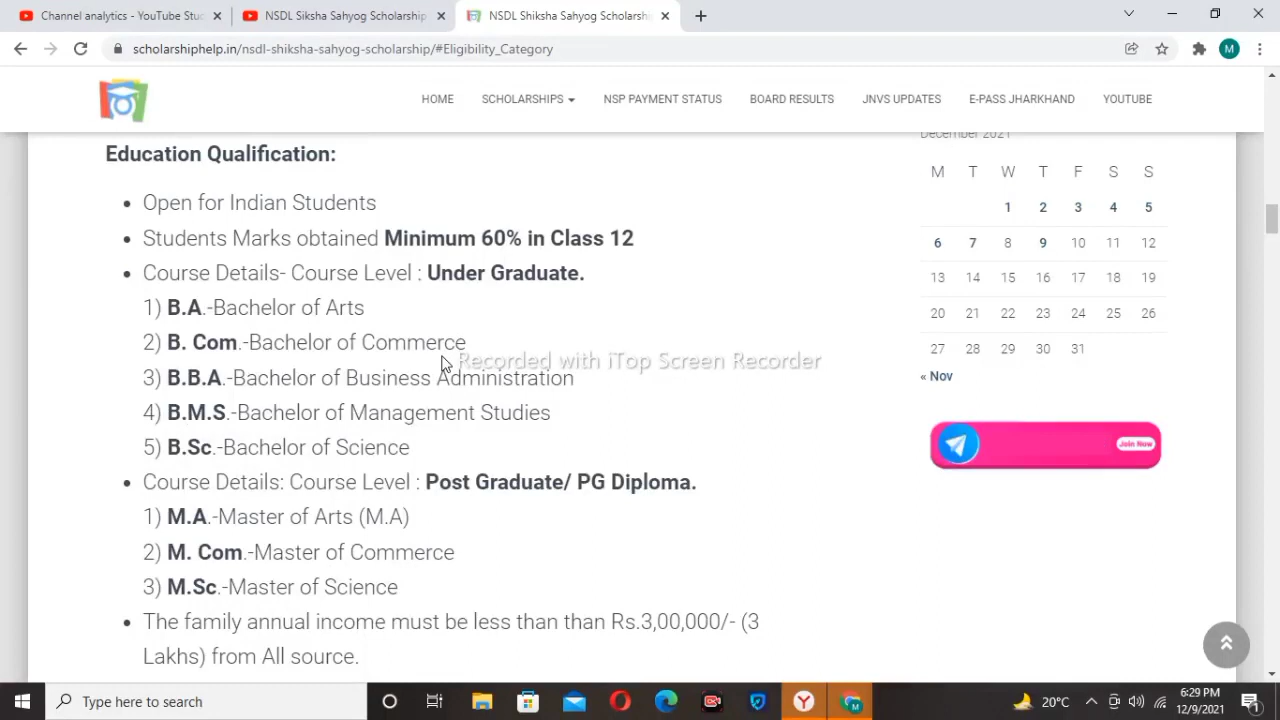 Channel analytics - YouTube Stu
NSDL Siksha Sahyog Scholarship
NSDL Shiksha Sahyog Scholarship
scholarshiphelp.in/nsdl-shiksha-sahyog-scholarship/#Eligibility_Category
M
HOME
SCHOLARSHIPS
NSP PAYMENT STATUS
BOARD RESULTS
JNVS UPDATES
E-PASS JHARKHAND
YOUTUBE
Education Qualification:
Open for Indian Students
Students Marks obtained Minimum 60% in Class 12
Course Details- Course Level : Under Graduate.
1) B.A.-Bachelor of Arts
2) B. Com.-Bachelor of Commerce
Recorded with iTop Screen Recorder
3) B.B.A.-Bachelor of Business Administration
4) B.M.S.-Bachelor of Management Studies
5) B.Sc.-Bachelor of Science
Course Details: Course Level : Post Graduate/ PG Diploma.
1) M.A.-Master of Arts (M.A)
2) M. Com.-Master of Commerce
3) M.Sc.-Master of Science
The family annual income must be less than than Rs.3,00,000/- (3
Lakhs) from All source.
December 2021
M T W T F S S
1 2 3 4 5
6 7 8 9 10 11 12
13 14 15 16 17 18 19
20 21 22 23 24 25 26
27 28 29 30 31
« Nov
Join Now
Type here to search
20°C
6:29 PM
12/9/2021
1